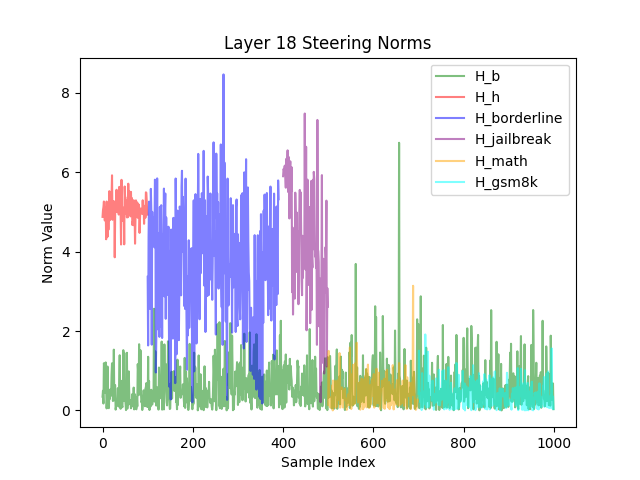 Layer 18 Steering Norms
Norm Value
8
6
4
2
0
H_b
H_h
H_borderline
H_jailbreak
H_math
H_gsm8k
0 200 400 600 800 1000
Sample Index